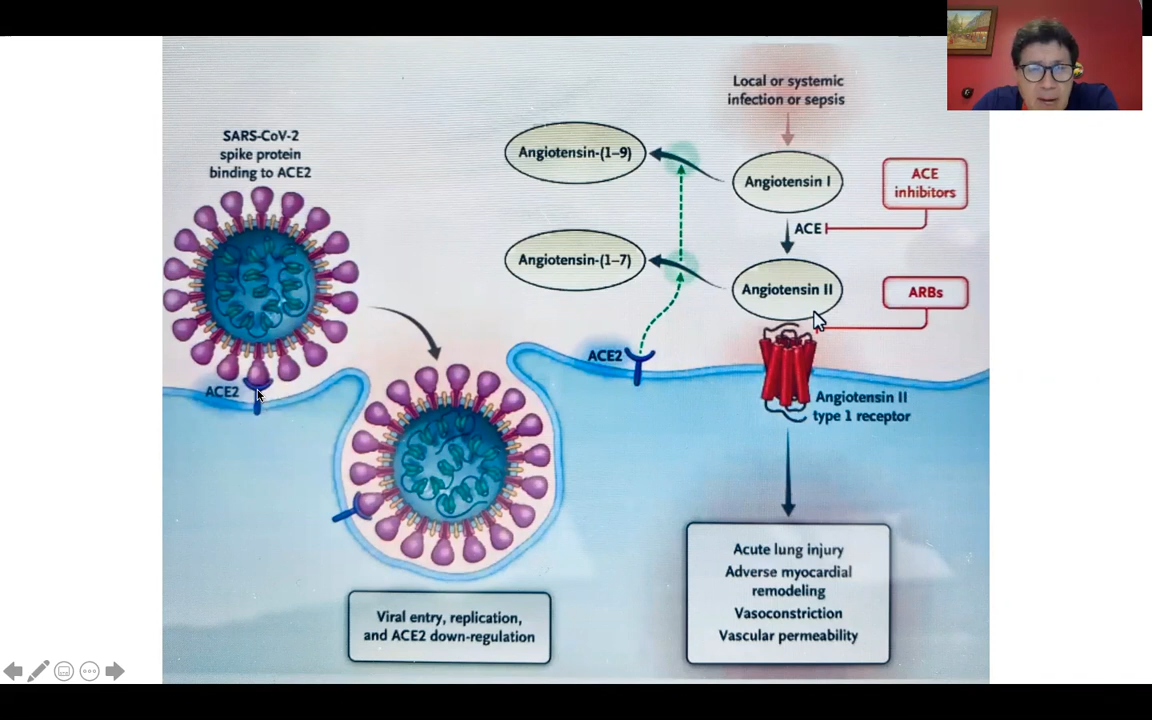 SARS-CoV-2
spike protein
binding to ACE2
ACE2
Viral entry, replication,
and ACE2 down-regulation
Local or systemic
infection or sepsis
Angiotensin-(1–9)
Angiotensin I
ACE
inhibitors
ACE
Angiotensin-(1–7)
Angiotensin II
ARBs
ACE2
Angiotensin II
type 1 receptor
Acute lung injury
Adverse myocardial
remodeling
Vasoconstriction
Vascular permeability